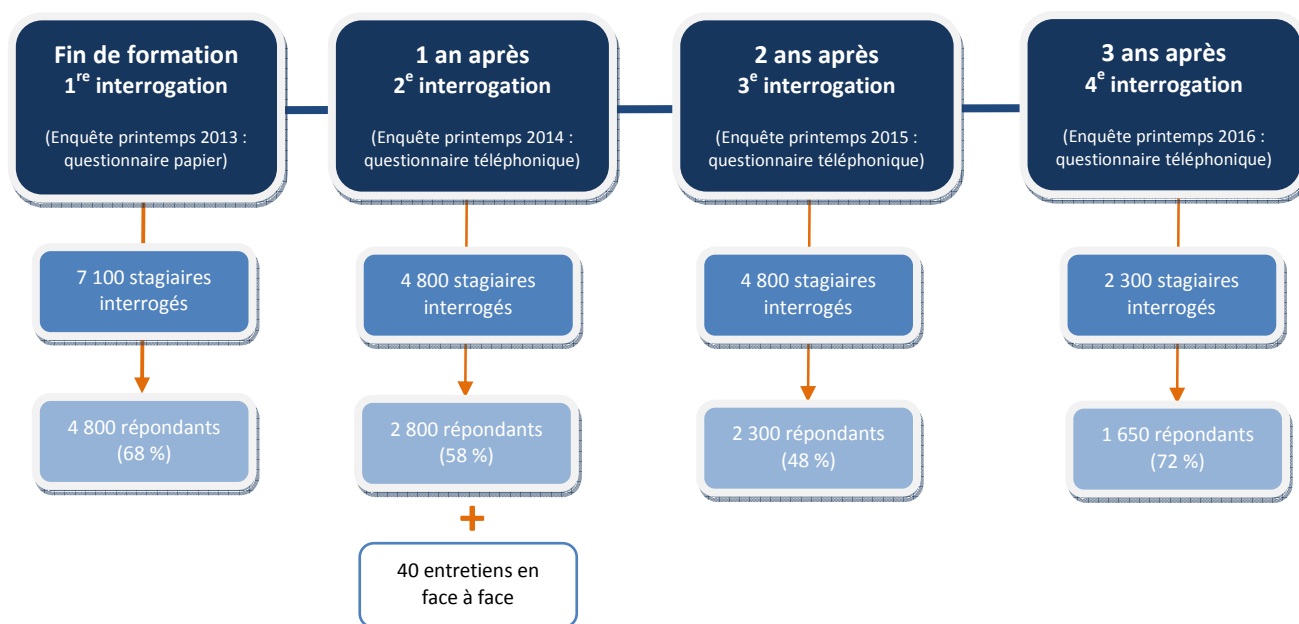 Fin de formation
1re interrogation
(Enquête printemps 2013 :
questionnaire papier)
7 100 stagiaires
interrogés
4 800 répondants
(68 %)
1 an après
2e interrogation
(Enquête printemps 2014 :
questionnaire téléphonique)
4 800 stagiaires
interrogés
2 800 répondants
(58 %)
+
40 entretiens en
face à face
2 ans après
3e interrogation
(Enquête printemps 2015 :
questionnaire téléphonique)
4 800 stagiaires
interrogés
2 300 répondants
(48 %)
3 ans après
4e interrogation
(Enquête printemps 2016 :
questionnaire téléphonique)
2 300 stagiaires
interrogés
1 650 répondants
(72 %)